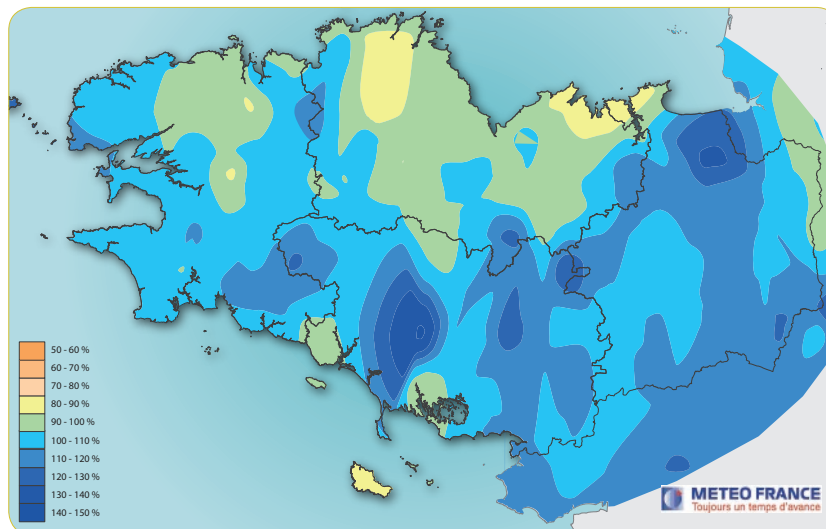 50 - 60 %
60 - 70 %
70 - 80 %
80 - 90 %
90 - 100 %
100 - 110 %
110 - 120 %
120 - 130 %
130 - 140 %
140 - 150 %
METEO FRANCE
Toujours un temps d'avance